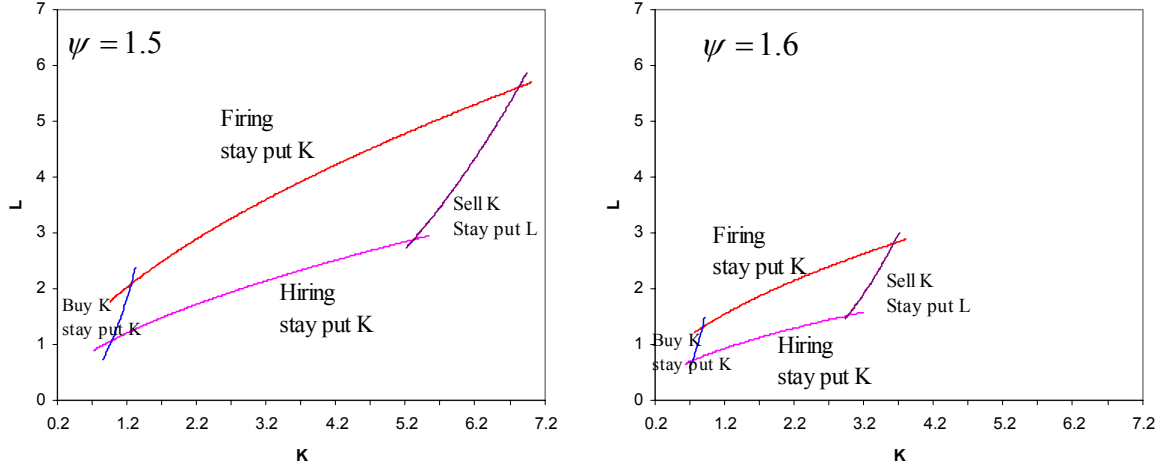 ψ = 1.5
7
6
5
4
3
2
1
0
L
Firing
stay put K
Sell K
Stay put L
Buy K
stay put K
Hiring
stay put K
0.2 1.2 2.2 3.2 4.2 5.2 6.2 7.2
K
ψ = 1.6
7
6
5
4
3
2
1
0
L
Firing
stay put K
Sell K
Stay put L
Buy K
stay put K
Hiring
stay put K
0.2 1.2 2.2 3.2 4.2 5.2 6.2 7.2
K